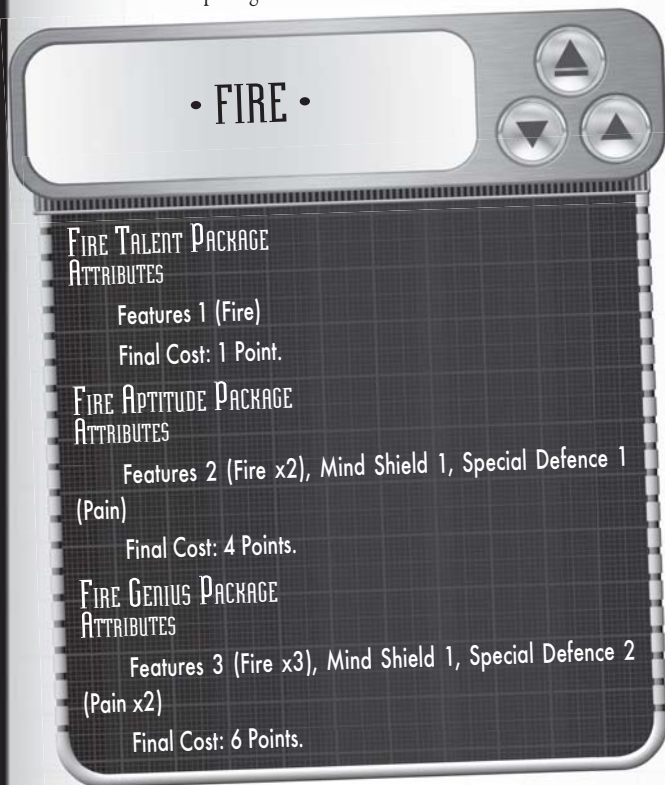 • FIRE •
Fire Talent Package
Attributes
Features 1 (Fire)
Final Cost: 1 Point.
Fire Aptitude Package
Attributes
Features 2 (Fire x2), Mind Shield 1, Special Defence 1
(Pain)
Final Cost: 4 Points.
Fire Genius Package
Attributes
Features 3 (Fire x3), Mind Shield 1, Special Defence 2
(Pain x2)
Final Cost: 6 Points.